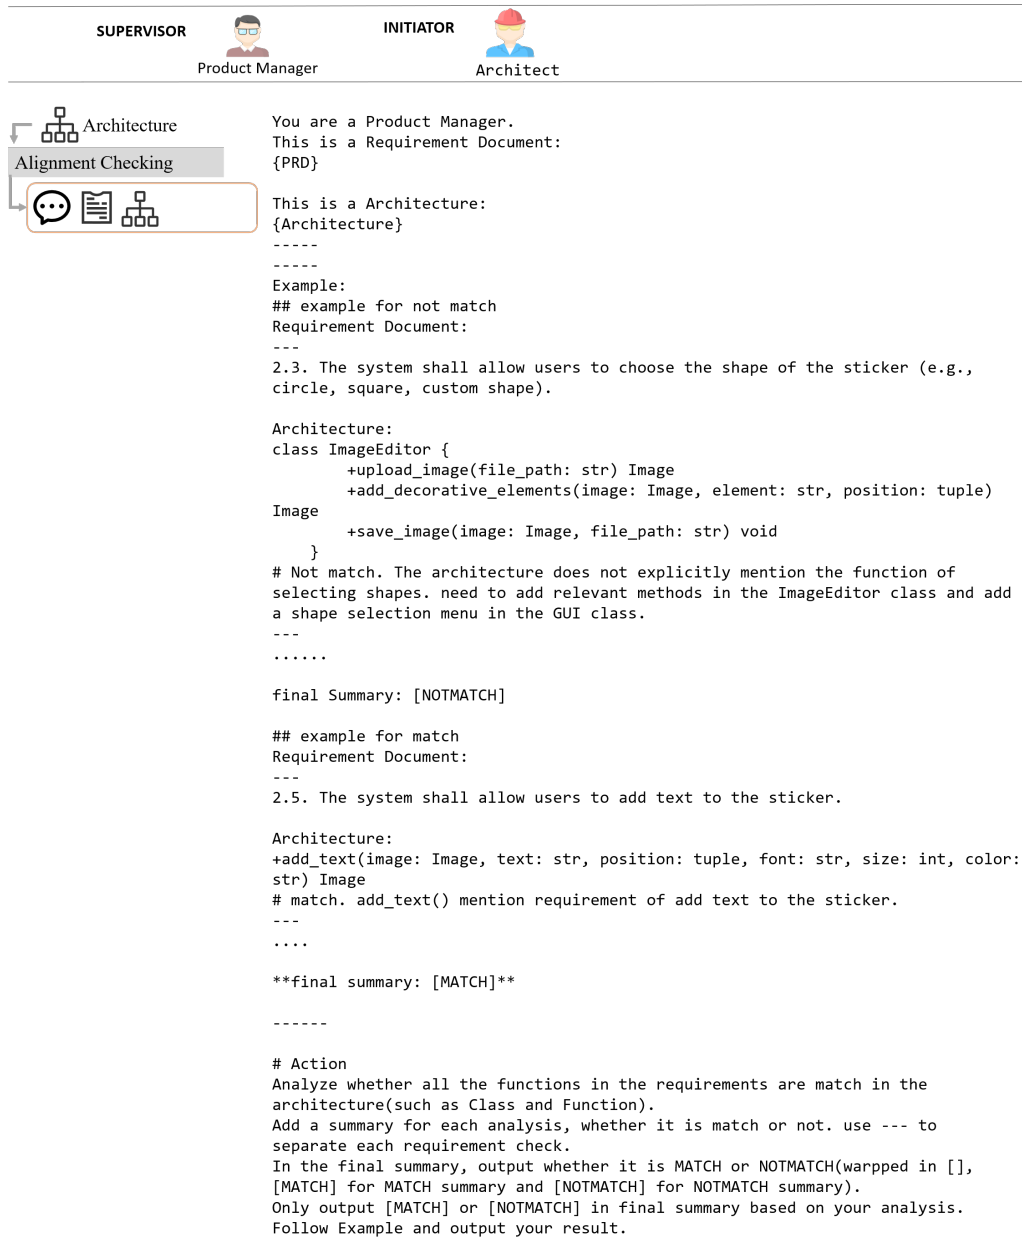 SUPERVISOR
INITIATOR
Product Manager
Architect
Architecture
Alignment Checking
You are a Product Manager.
This is a Requirement Document:
{PRD}
This is a Architecture:
{Architecture}
-----
-----
Example:
## example for not match
Requirement Document:
---
2.3. The system shall allow users to choose the shape of the sticker (e.g.,
circle, square, custom shape).
Architecture:
class ImageEditor {
+upload_image(file_path: str) Image
+add_decorative_elements(image: Image, element: str, position: tuple)
Image
+save_image(image: Image, file_path: str) void
}
# Not match. The architecture does not explicitly mention the function of
selecting shapes. need to add relevant methods in the ImageEditor class and add
a shape selection menu in the GUI class.
---
......
final Summary: [NOTMATCH]
## example for match
Requirement Document:
---
2.5. The system shall allow users to add text to the sticker.
Architecture:
+add_text(image: Image, text: str, position: tuple, font: str, size: int, color:
str) Image
# match. add_text() mention requirement of add text to the sticker.
---
....
**final summary: [MATCH]**
------
# Action
Analyze whether all the functions in the requirements are match in the
architecture(such as Class and Function).
Add a summary for each analysis, whether it is match or not. use --- to
separate each requirement check.
In the final summary, output whether it is MATCH or NOTMATCH(warpped in [],
[MATCH] for MATCH summary and [NOTMATCH] for NOTMATCH summary).
Only output [MATCH] or [NOTMATCH] in final summary based on your analysis.
Follow Example and output your result.